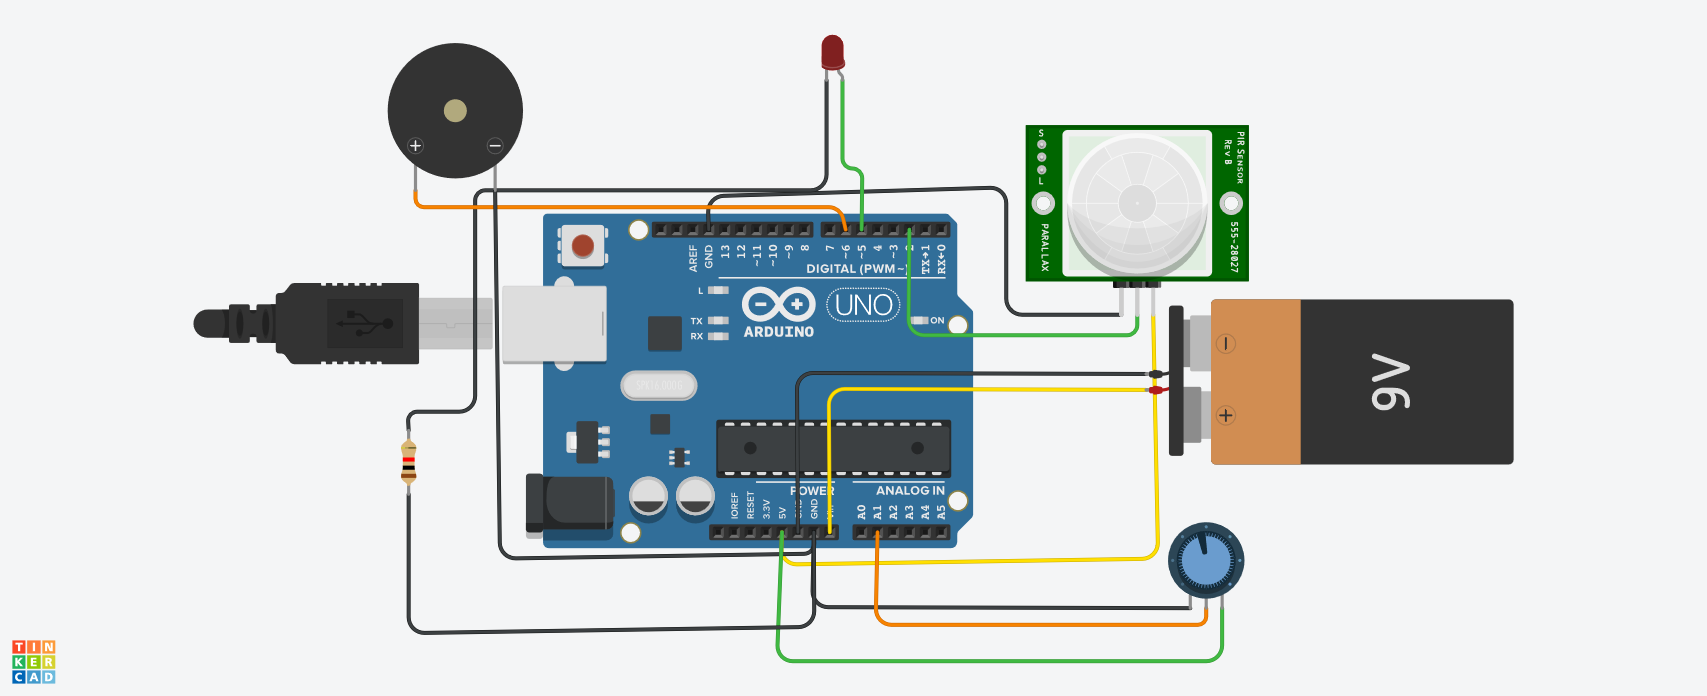 S
L
PIR SENSOR
REV B
PARALLAX
555-28027
AREF
GND
13
12
~11
~10
~9
8
7
~6
~5
4
~3
2
TX→1
RX←0
DIGITAL (PWM~)
L
TX
RX
ARDUINO
UNO
ON
9V
+
−
POWER
ANALOG IN
IOREF
RESET
3.3V
5V
GND
GND
Vin
A0
A1
A2
A3
A4
A5
TIN
KER
CAD